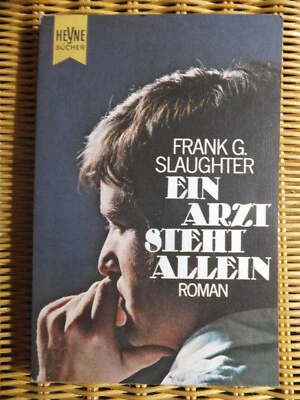 HEYNE
BÜCHER
FRANK G.
SLAUGHTER
EIN
ARZT
STEHT
ALLEIN
ROMAN